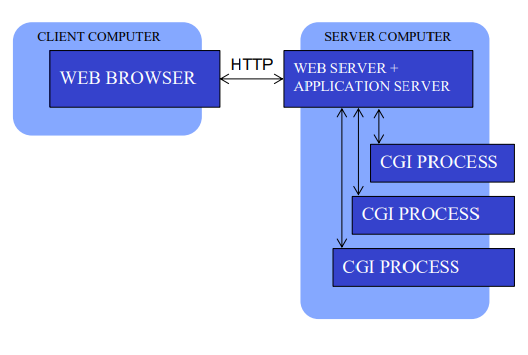 CLIENT COMPUTER
WEB BROWSER
HTTP
SERVER COMPUTER
WEB SERVER +
APPLICATION SERVER
CGI PROCESS
CGI PROCESS
CGI PROCESS